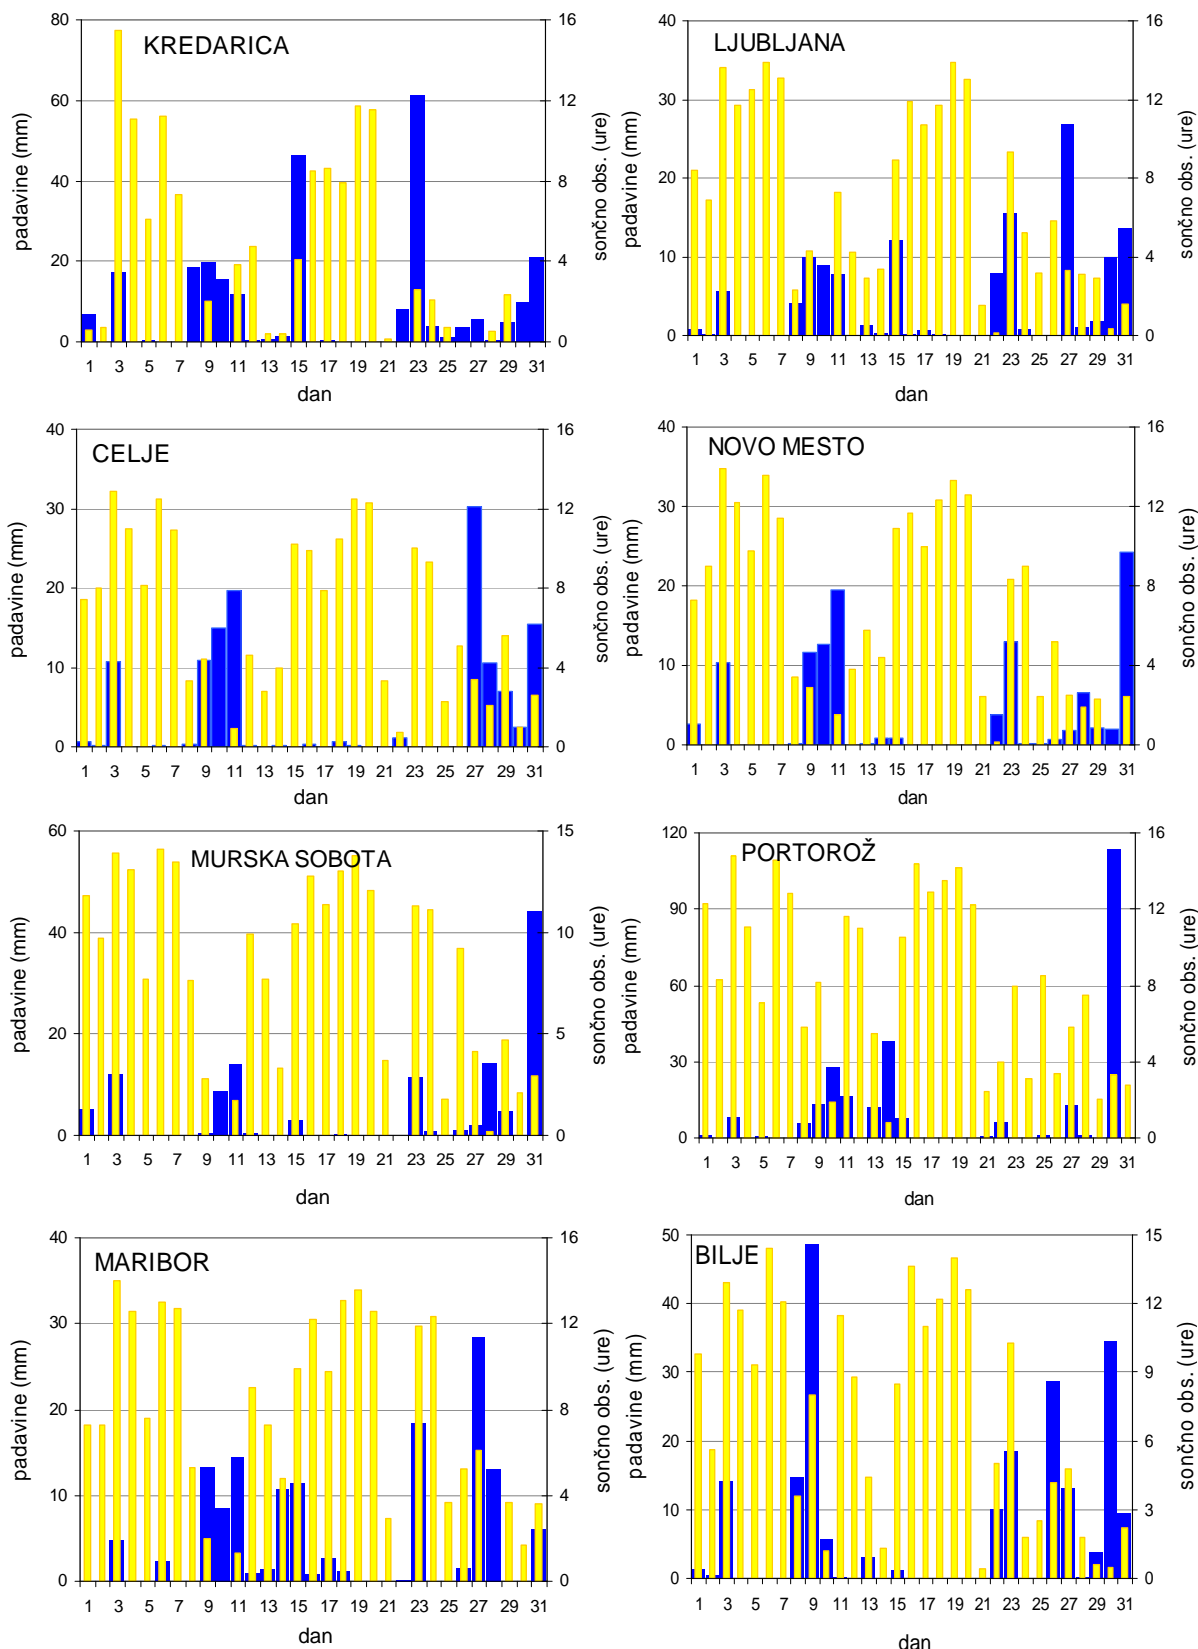 KREDARICA
padavine (mm)
80
60
40
20
0
16
12
8
4
0
sončno obs. (ure)
1 3 5 7 9 11 13 15 17 19 21 23 25 27 29 31
dan
LJUBLJANA
padavine (mm)
40
30
20
10
0
16
12
8
4
0
sončno obs. (ure)
1 3 5 7 9 11 13 15 17 19 21 23 25 27 29 31
dan
CELJE
padavine (mm)
40
30
20
10
0
16
12
8
4
0
sončno obs. (ure)
1 3 5 7 9 11 13 15 17 19 21 23 25 27 29 31
dan
NOVO MESTO
padavine (mm)
40
30
20
10
0
16
12
8
4
0
sončno obs. (ure)
1 3 5 7 9 11 13 15 17 19 21 23 25 27 29 31
dan
MURSKA SOBOTA
padavine (mm)
60
40
20
0
15
10
5
0
sončno obs. (ure)
1 3 5 7 9 11 13 15 17 19 21 23 25 27 29 31
dan
PORTOROŽ
padavine (mm)
120
90
60
30
0
16
12
8
4
0
sončno obs. (ure)
1 3 5 7 9 11 13 15 17 19 21 23 25 27 29 31
dan
MARIBOR
padavine (mm)
40
30
20
10
0
16
12
8
4
0
sončno obs. (ure)
1 3 5 7 9 11 13 15 17 19 21 23 25 27 29 31
dan
BILJE
padavine (mm)
50
40
30
20
10
0
15
12
9
6
3
0
sončno obs. (ure)
1 3 5 7 9 11 13 15 17 19 21 23 25 27 29 31
dan